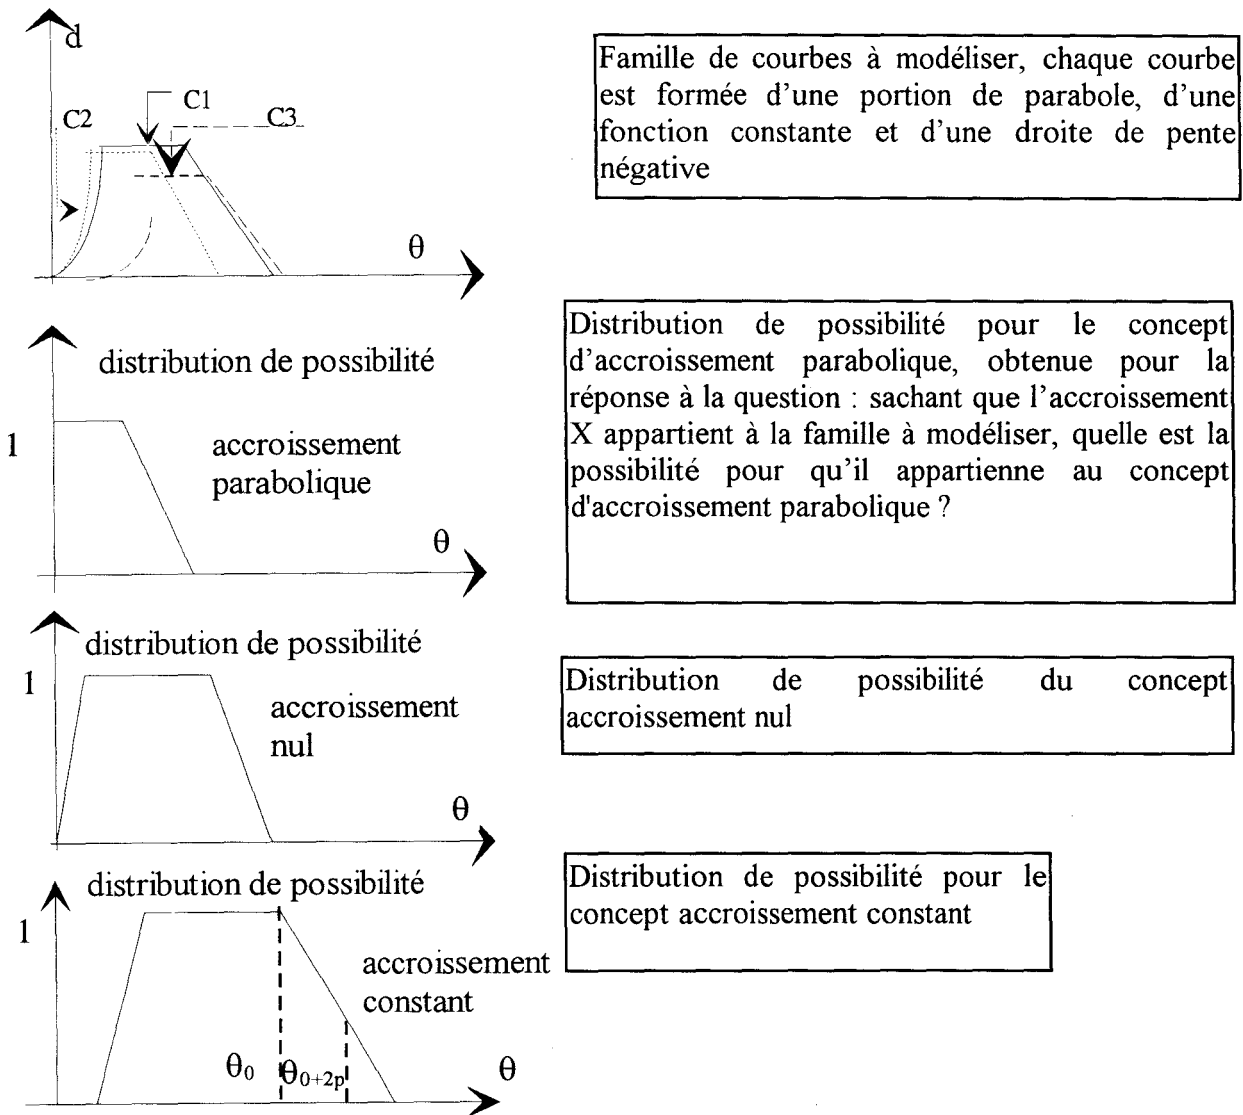 d
C1
C2
C3
θ
Famille de courbes à modéliser, chaque courbe
est formée d'une portion de parabole, d'une
fonction constante et d'une droite de pente
négative
distribution de possibilité
1
accroissement
parabolique
θ
Distribution de possibilité pour le concept
d'accroissement parabolique, obtenue pour la
réponse à la question : sachant que l'accroissement
X appartient à la famille à modéliser, quelle est la
possibilité pour qu'il appartienne au concept
d'accroissement parabolique ?
distribution de possibilité
1
accroissement
nul
θ
Distribution de possibilité du concept
accroissement nul
distribution de possibilité
1
accroissement
constant
θ0
θ0+2p
θ
Distribution de possibilité pour le
concept accroissement constant